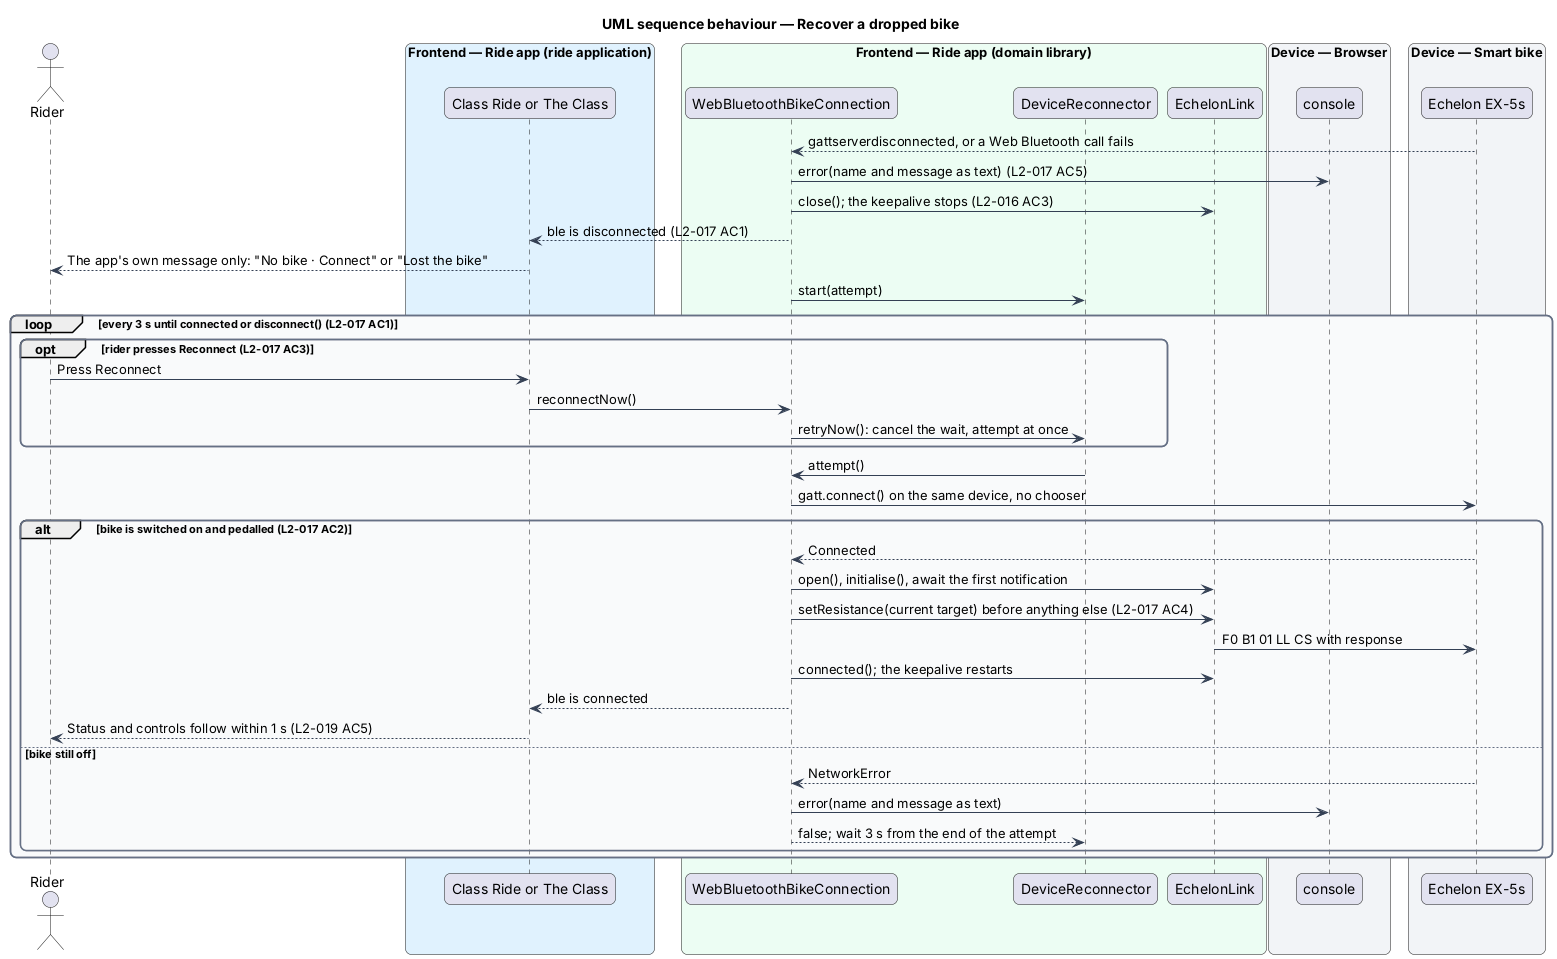 UML sequence behaviour — Recover a dropped bike
Frontend — Ride app (ride application)
Frontend — Ride app (domain library)
Device — Browser
Device — Smart bike
Rider
Class Ride or The Class
WebBluetoothBikeConnection
DeviceReconnector
EchelonLink
console
Echelon EX-5s
gattserverdisconnected, or a Web Bluetooth call fails
error(name and message as text) (L2-017 AC5)
close(); the keepalive stops (L2-016 AC3)
ble is disconnected (L2-017 AC1)
The app's own message only: "No bike · Connect" or "Lost the bike"
start(attempt)
loop [every 3 s until connected or disconnect() (L2-017 AC1)]
opt [rider presses Reconnect (L2-017 AC3)]
Press Reconnect
reconnectNow()
retryNow(): cancel the wait, attempt at once
attempt()
gatt.connect() on the same device, no chooser
alt [bike is switched on and pedalled (L2-017 AC2)]
Connected
open(), initialise(), await the first notification
setResistance(current target) before anything else (L2-017 AC4)
F0 B1 01 LL CS with response
connected(); the keepalive restarts
ble is connected
Status and controls follow within 1 s (L2-019 AC5)
[bike still off]
NetworkError
error(name and message as text)
false; wait 3 s from the end of the attempt
Rider
Class Ride or The Class
WebBluetoothBikeConnection
DeviceReconnector
EchelonLink
console
Echelon EX-5s